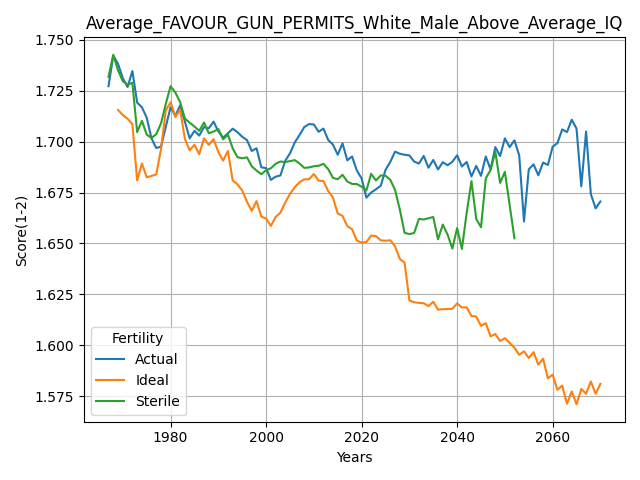 Average_FAVOUR_GUN_PERMITS_White_Male_Above_Average_IQ
1.750
1.725
1.700
1.675
1.650
1.625
1.600
1.575
Score(1-2)
Fertility
Actual
Ideal
Sterile
1980
2000
2020
2040
2060
Years